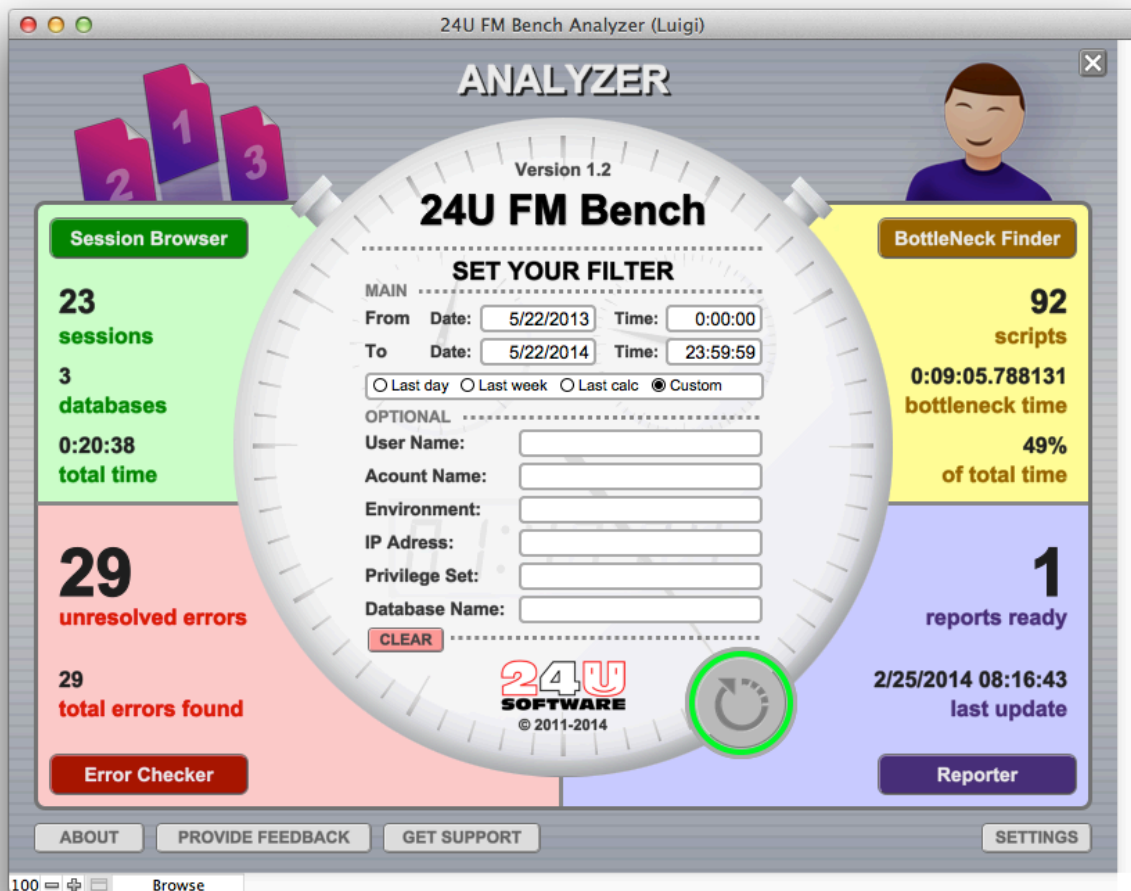 24U FM Bench Analyzer (Luigi)
ANALYZER
2
1
3
Version 1.2
24U FM Bench
SET YOUR FILTER
MAIN
From Date: 5/22/2013 Time: 0:00:00
To Date: 5/22/2014 Time: 23:59:59
Last day Last week Last calc Custom
OPTIONAL
User Name:
Acount Name:
Environment:
IP Adress:
Privilege Set:
Database Name:
CLEAR
24U
SOFTWARE
© 2011-2014
Session Browser
23
sessions
3
databases
0:20:38
total time
BottleNeck Finder
92
scripts
0:09:05.788131
bottleneck time
49%
of total time
29
unresolved errors
29
total errors found
Error Checker
1
reports ready
2/25/2014 08:16:43
last update
Reporter
ABOUT PROVIDE FEEDBACK GET SUPPORT SETTINGS
100 Browse